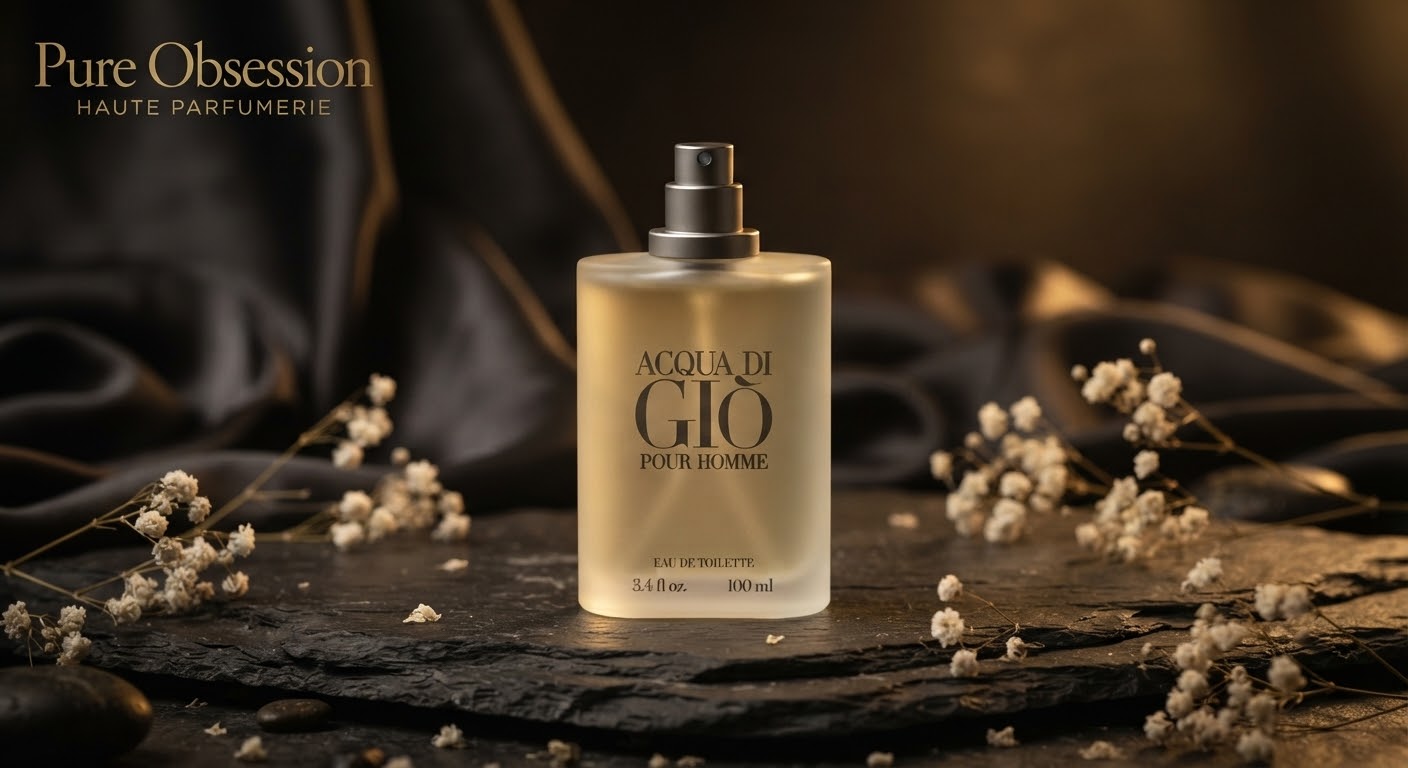 Pure Obsession
HAUTE PARFUMERIE
ACQUA DI
GIÒ
POUR HOMME
EAU DE TOILETTE
3.4 fl oz. 100 ml